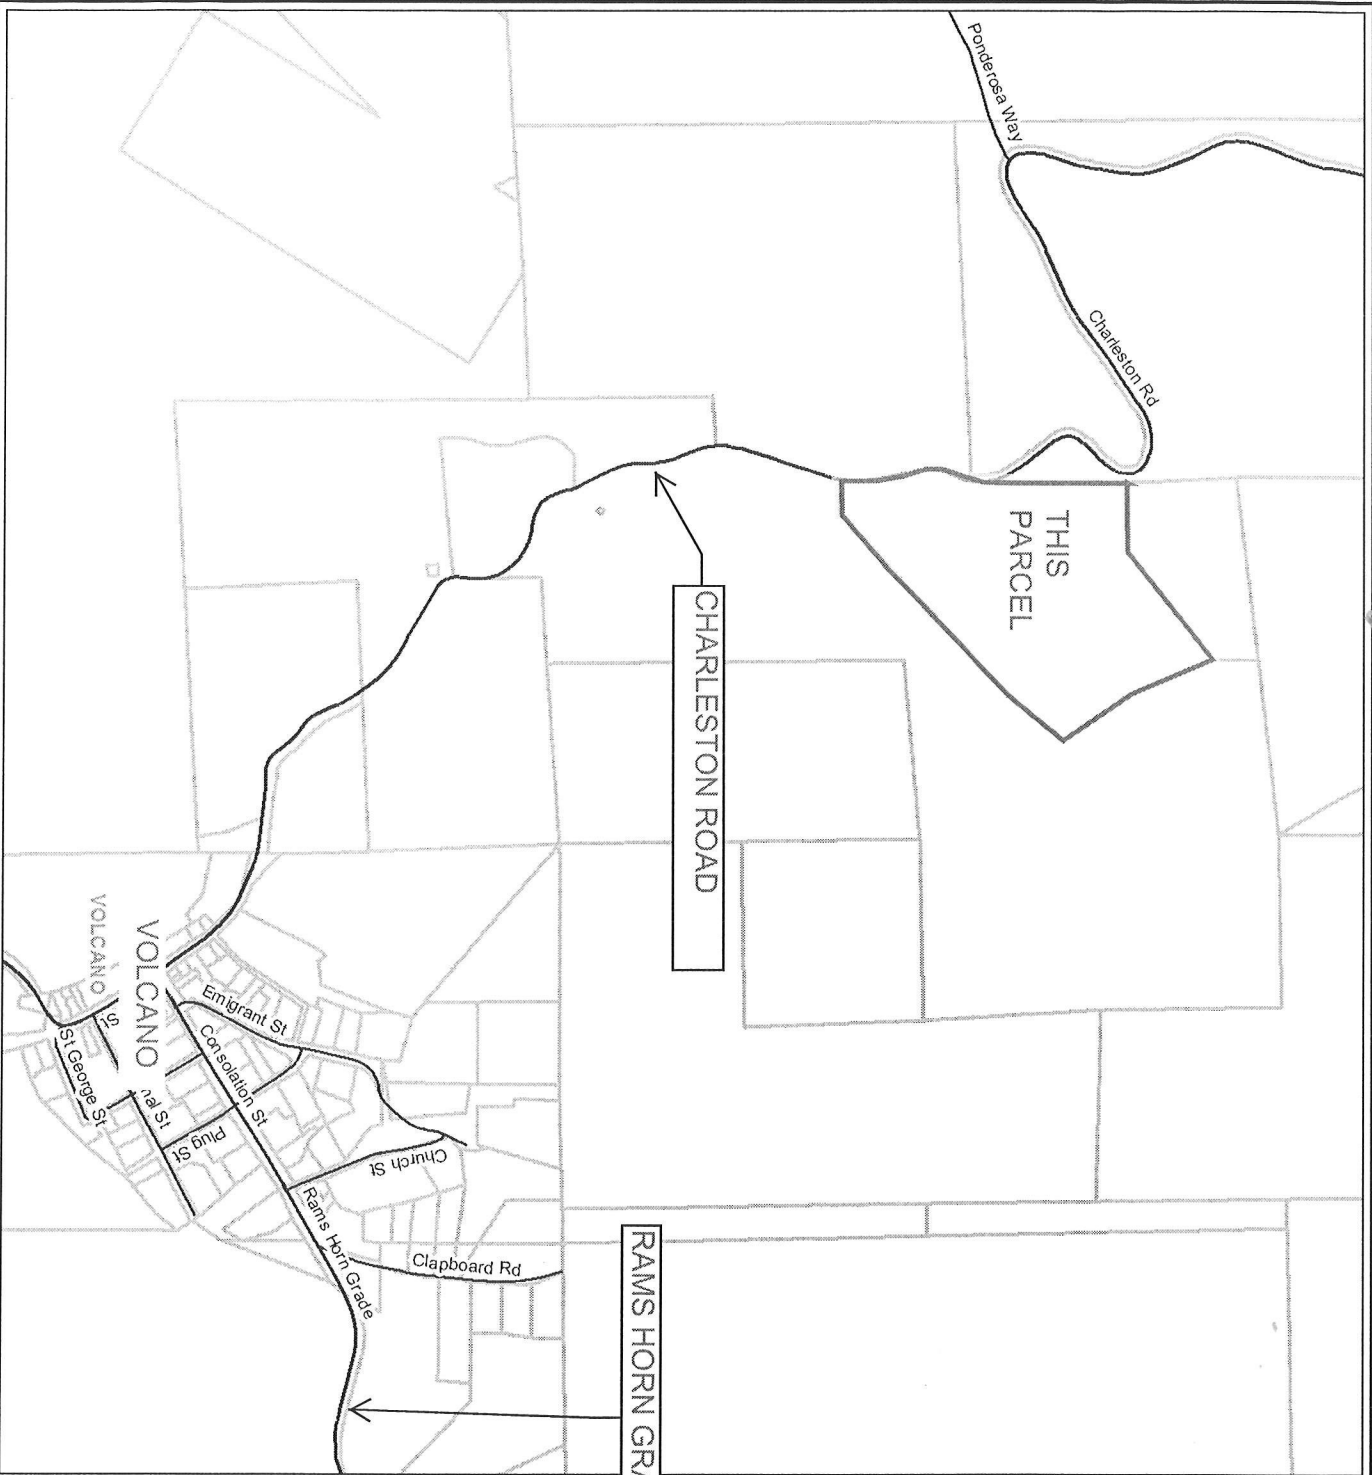 Ponderosa Way
Charleston Rd
THIS
PARCEL
CHARLESTON ROAD
VOLCANO
VOLCANO
Emigrant St
Consolation St
St
St George St
Plug St
Church St
Rams Horn Grade
Clapboard Rd
RAMS HORN